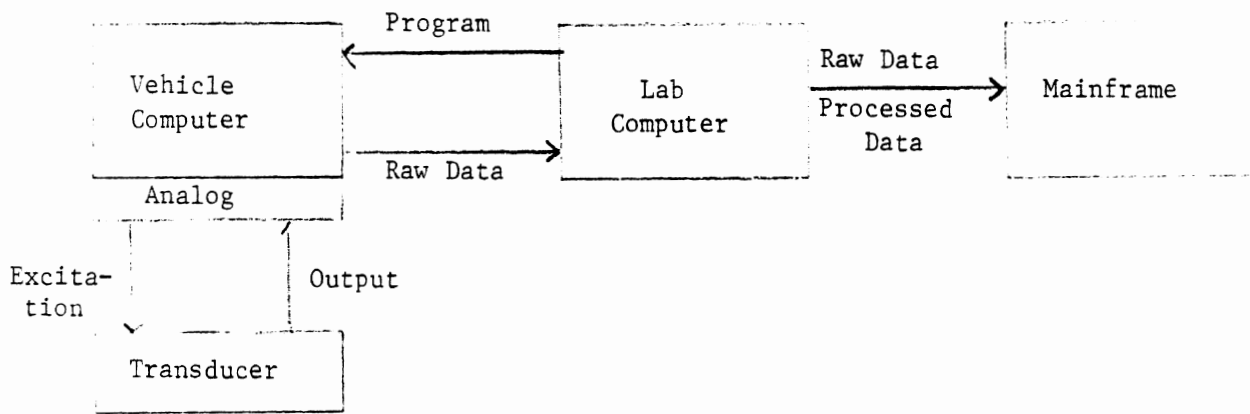 Program
Vehicle
Computer
Raw Data
Analog
Lab
Computer
Raw Data
Processed
Data
Mainframe
Excita-
tion
Output
Transducer